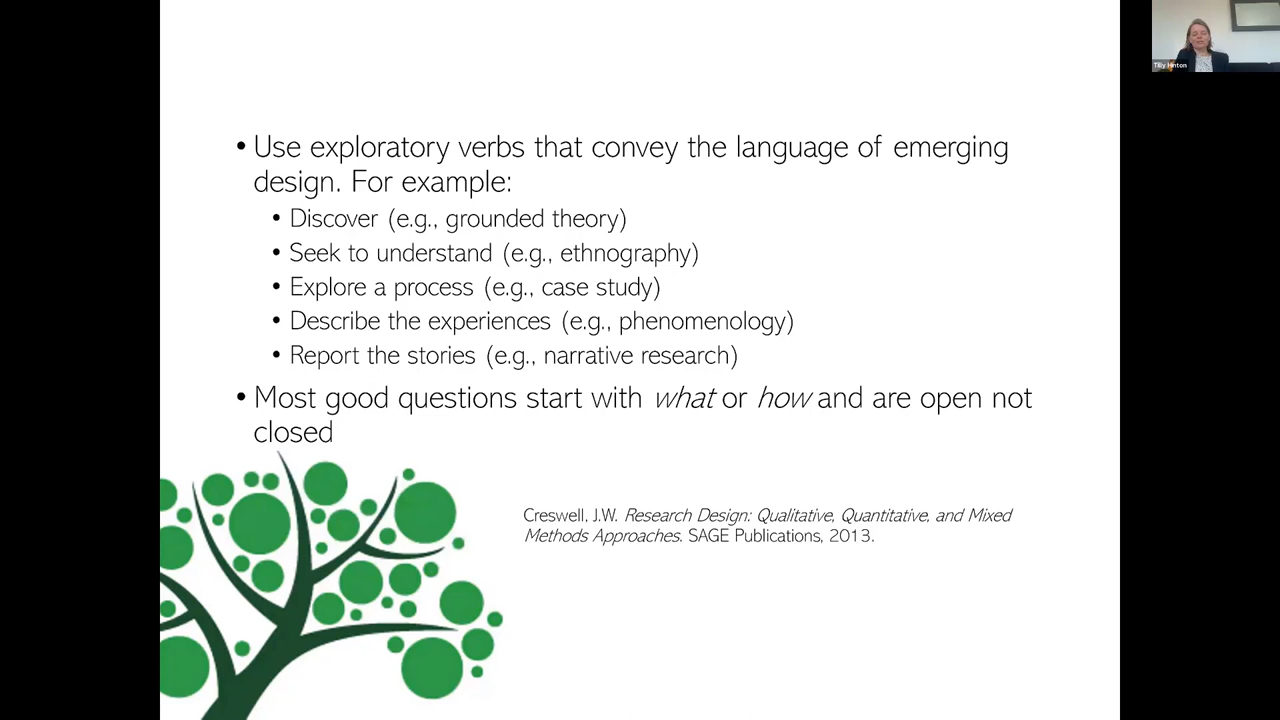 Tilly Hinton
• Use exploratory verbs that convey the language of emerging
design. For example:
• Discover (e.g., grounded theory)
• Seek to understand (e.g., ethnography)
• Explore a process (e.g., case study)
• Describe the experiences (e.g., phenomenology)
• Report the stories (e.g., narrative research)
• Most good questions start with what or how and are open not
closed
Creswell, J.W. Research Design: Qualitative, Quantitative, and Mixed
Methods Approaches. SAGE Publications, 2013.